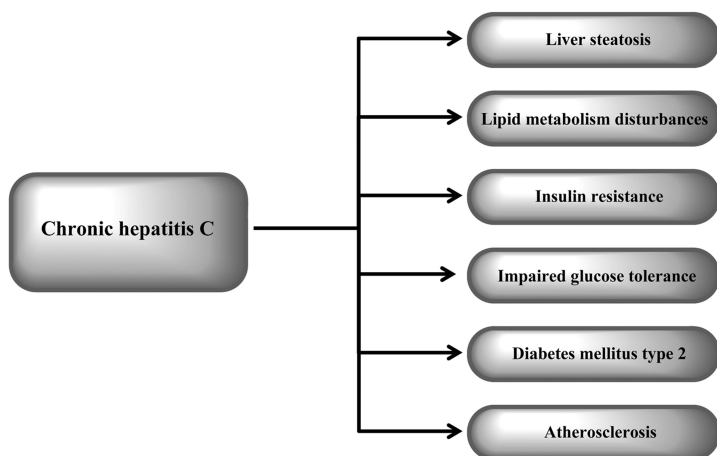 Chronic hepatitis C
Liver steatosis
Lipid metabolism disturbances
Insulin resistance
Impaired glucose tolerance
Diabetes mellitus type 2
Atherosclerosis